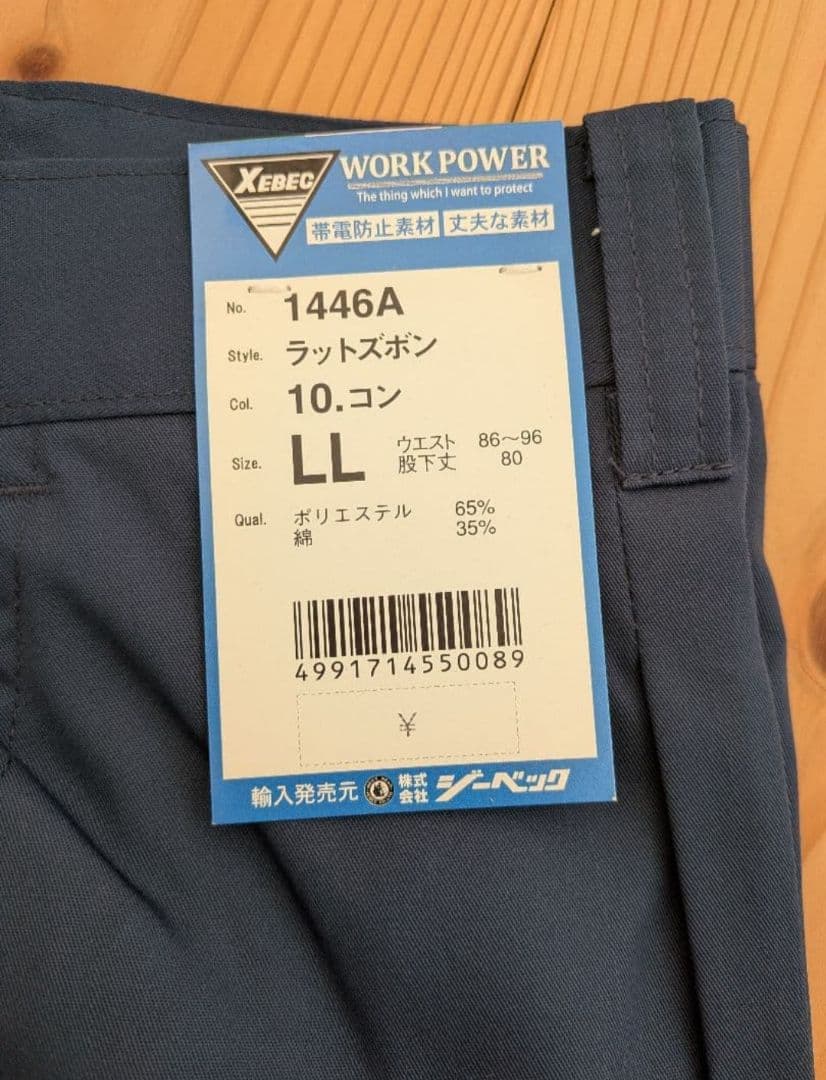 XEBEC
WORK POWER
The thing which I want to protect
帯電防止素材 丈夫な素材
No. 1446A
Style. ラットズボン
Col. 10.コン
Size. LL ウエスト 86～96
股下丈 80
Qual. ポリエステル 65%
綿 35%
4991714550089
¥
輸入発売元 株式会社 ジーベック